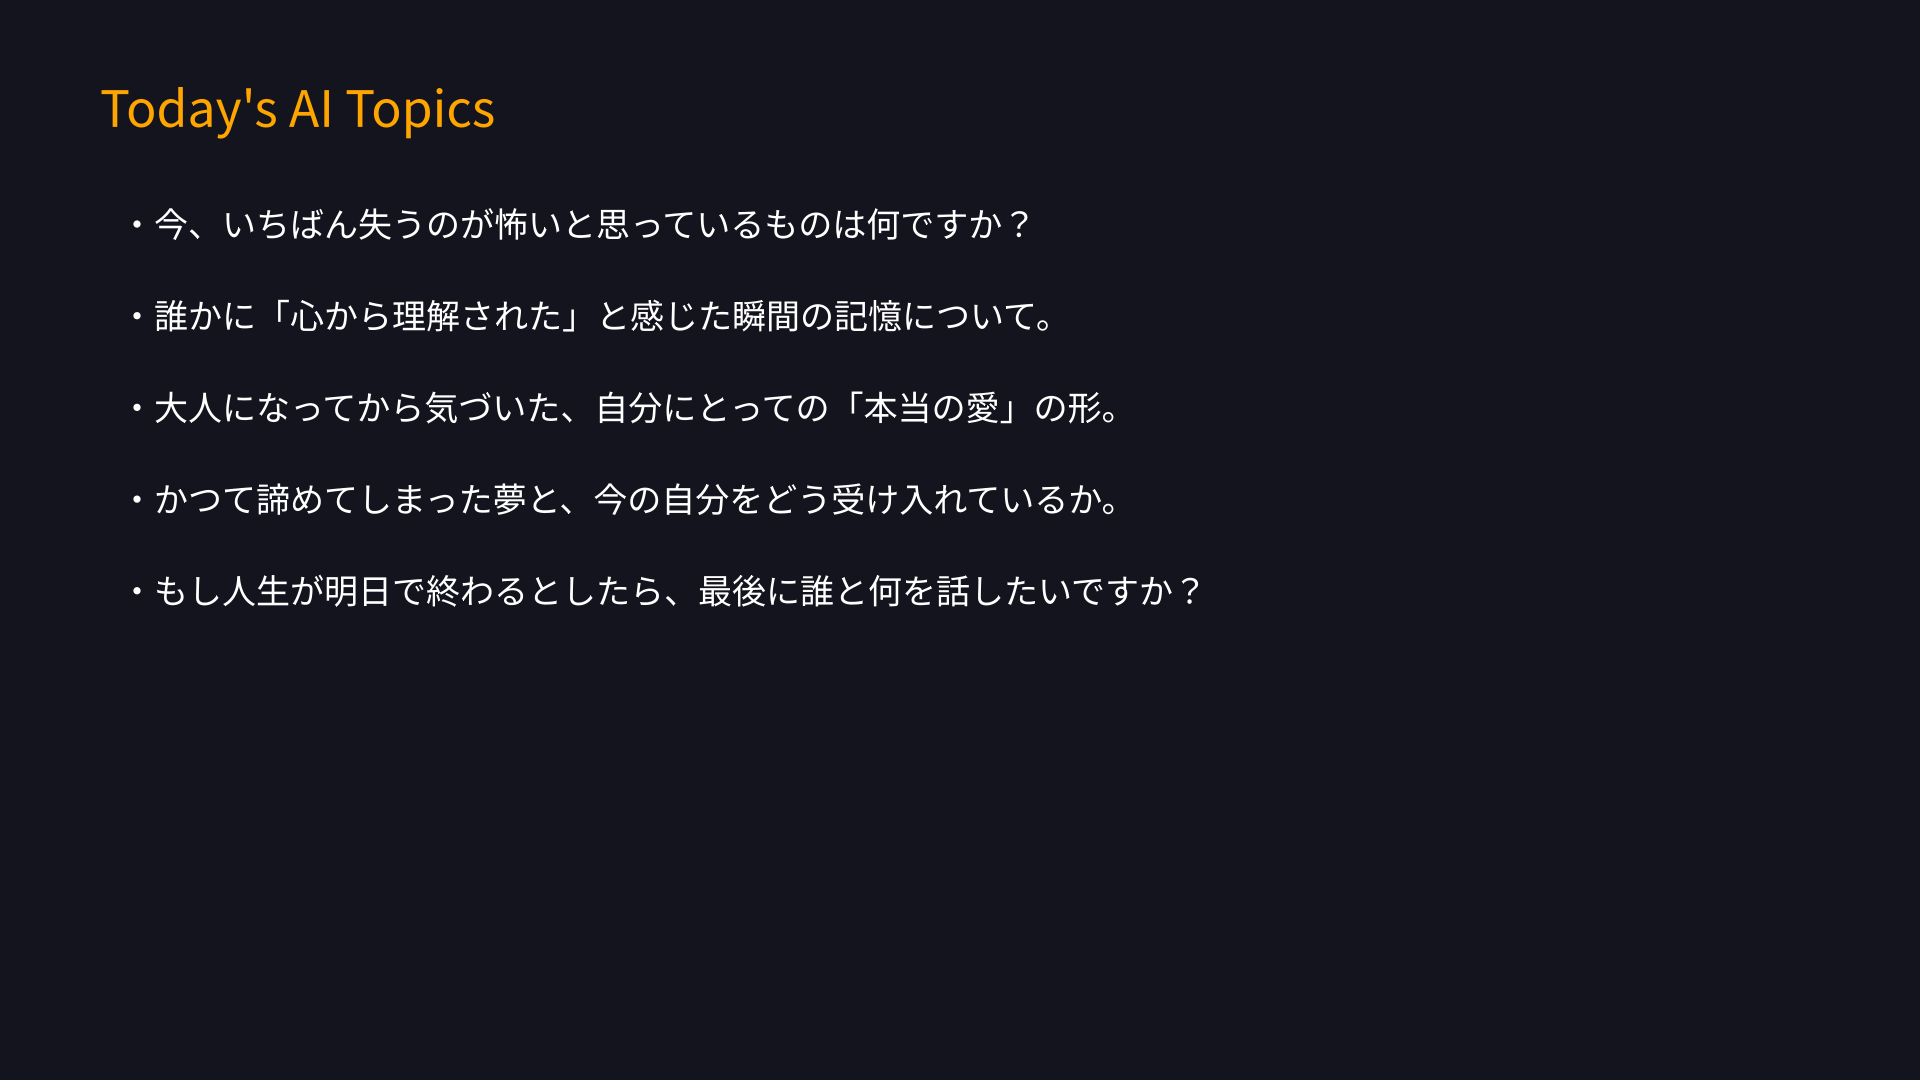 Today's AI Topics
・今、いちばん失うのが怖いと思っているものは何ですか？
・誰かに「心から理解された」と感じた瞬間の記憶について。
・大人になってから気づいた、自分にとっての「本当の愛」の形。
・かつて諦めてしまった夢と、今の自分をどう受け入れているか。
・もし人生が明日で終わるとしたら、最後に誰と何を話したいですか？